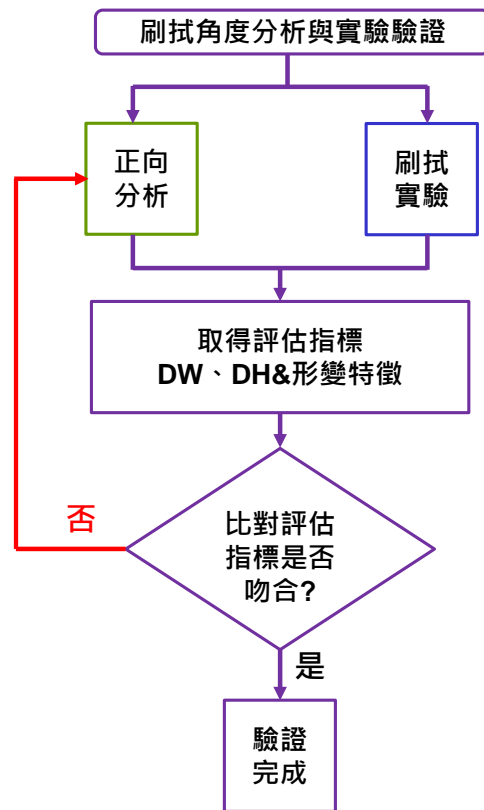 刷拭角度分析與實驗驗證
正向
分析
刷拭
實驗
取得評估指標
DW、DH&形變特徵
否
比對評估
指標是否
吻合?
是
驗證
完成